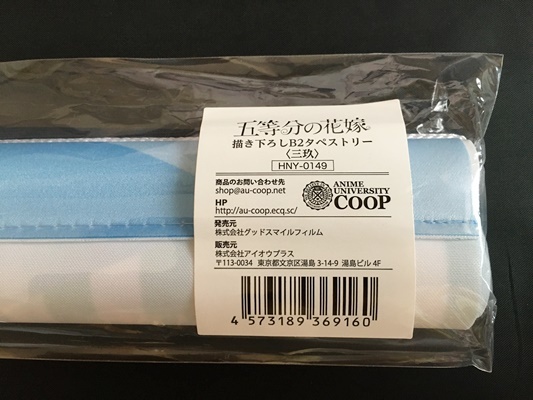 五等分の花嫁
描き下ろしB2タペストリー
〈三玖〉
HNY-0149
商品のお問い合わせ先
shop@au-coop.net
HP
http://au-coop.ecq.sc/
ANIME
UNIVERSITY
COOP
発売元
株式会社グッドスマイルフィルム
販売元
株式会社アイオウプラス
〒113-0034 東京都文京区湯島 3-14-9 湯島ビル 4F
4 573189 369160